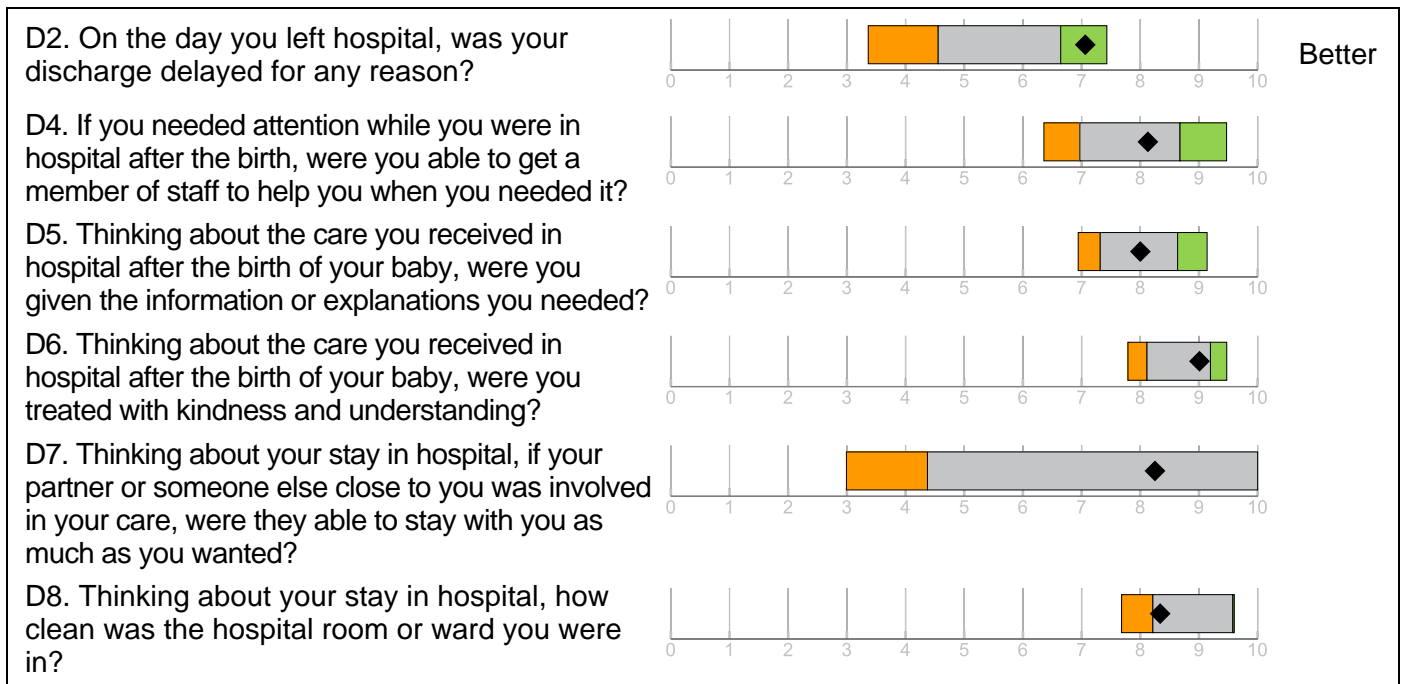 D2. On the day you left hospital, was your
discharge delayed for any reason?
Better
0 1 2 3 4 5 6 7 8 9 10
D4. If you needed attention while you were in
hospital after the birth, were you able to get a
member of staff to help you when you needed it?
0 1 2 3 4 5 6 7 8 9 10
D5. Thinking about the care you received in
hospital after the birth of your baby, were you
given the information or explanations you needed?
0 1 2 3 4 5 6 7 8 9 10
D6. Thinking about the care you received in
hospital after the birth of your baby, were you
treated with kindness and understanding?
0 1 2 3 4 5 6 7 8 9 10
D7. Thinking about your stay in hospital, if your
partner or someone else close to you was involved
in your care, were they able to stay with you as
much as you wanted?
0 1 2 3 4 5 6 7 8 9 10
D8. Thinking about your stay in hospital, how
clean was the hospital room or ward you were
in?
0 1 2 3 4 5 6 7 8 9 10